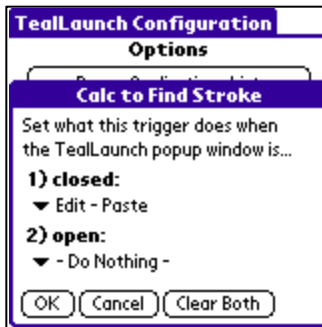 TealLaunch Configuration
Options
Calc to Find Stroke
Set what this trigger does when
the TealLaunch popup window is...
1) closed:
Edit - Paste
2) open:
- Do Nothing -
OK Cancel Clear Both